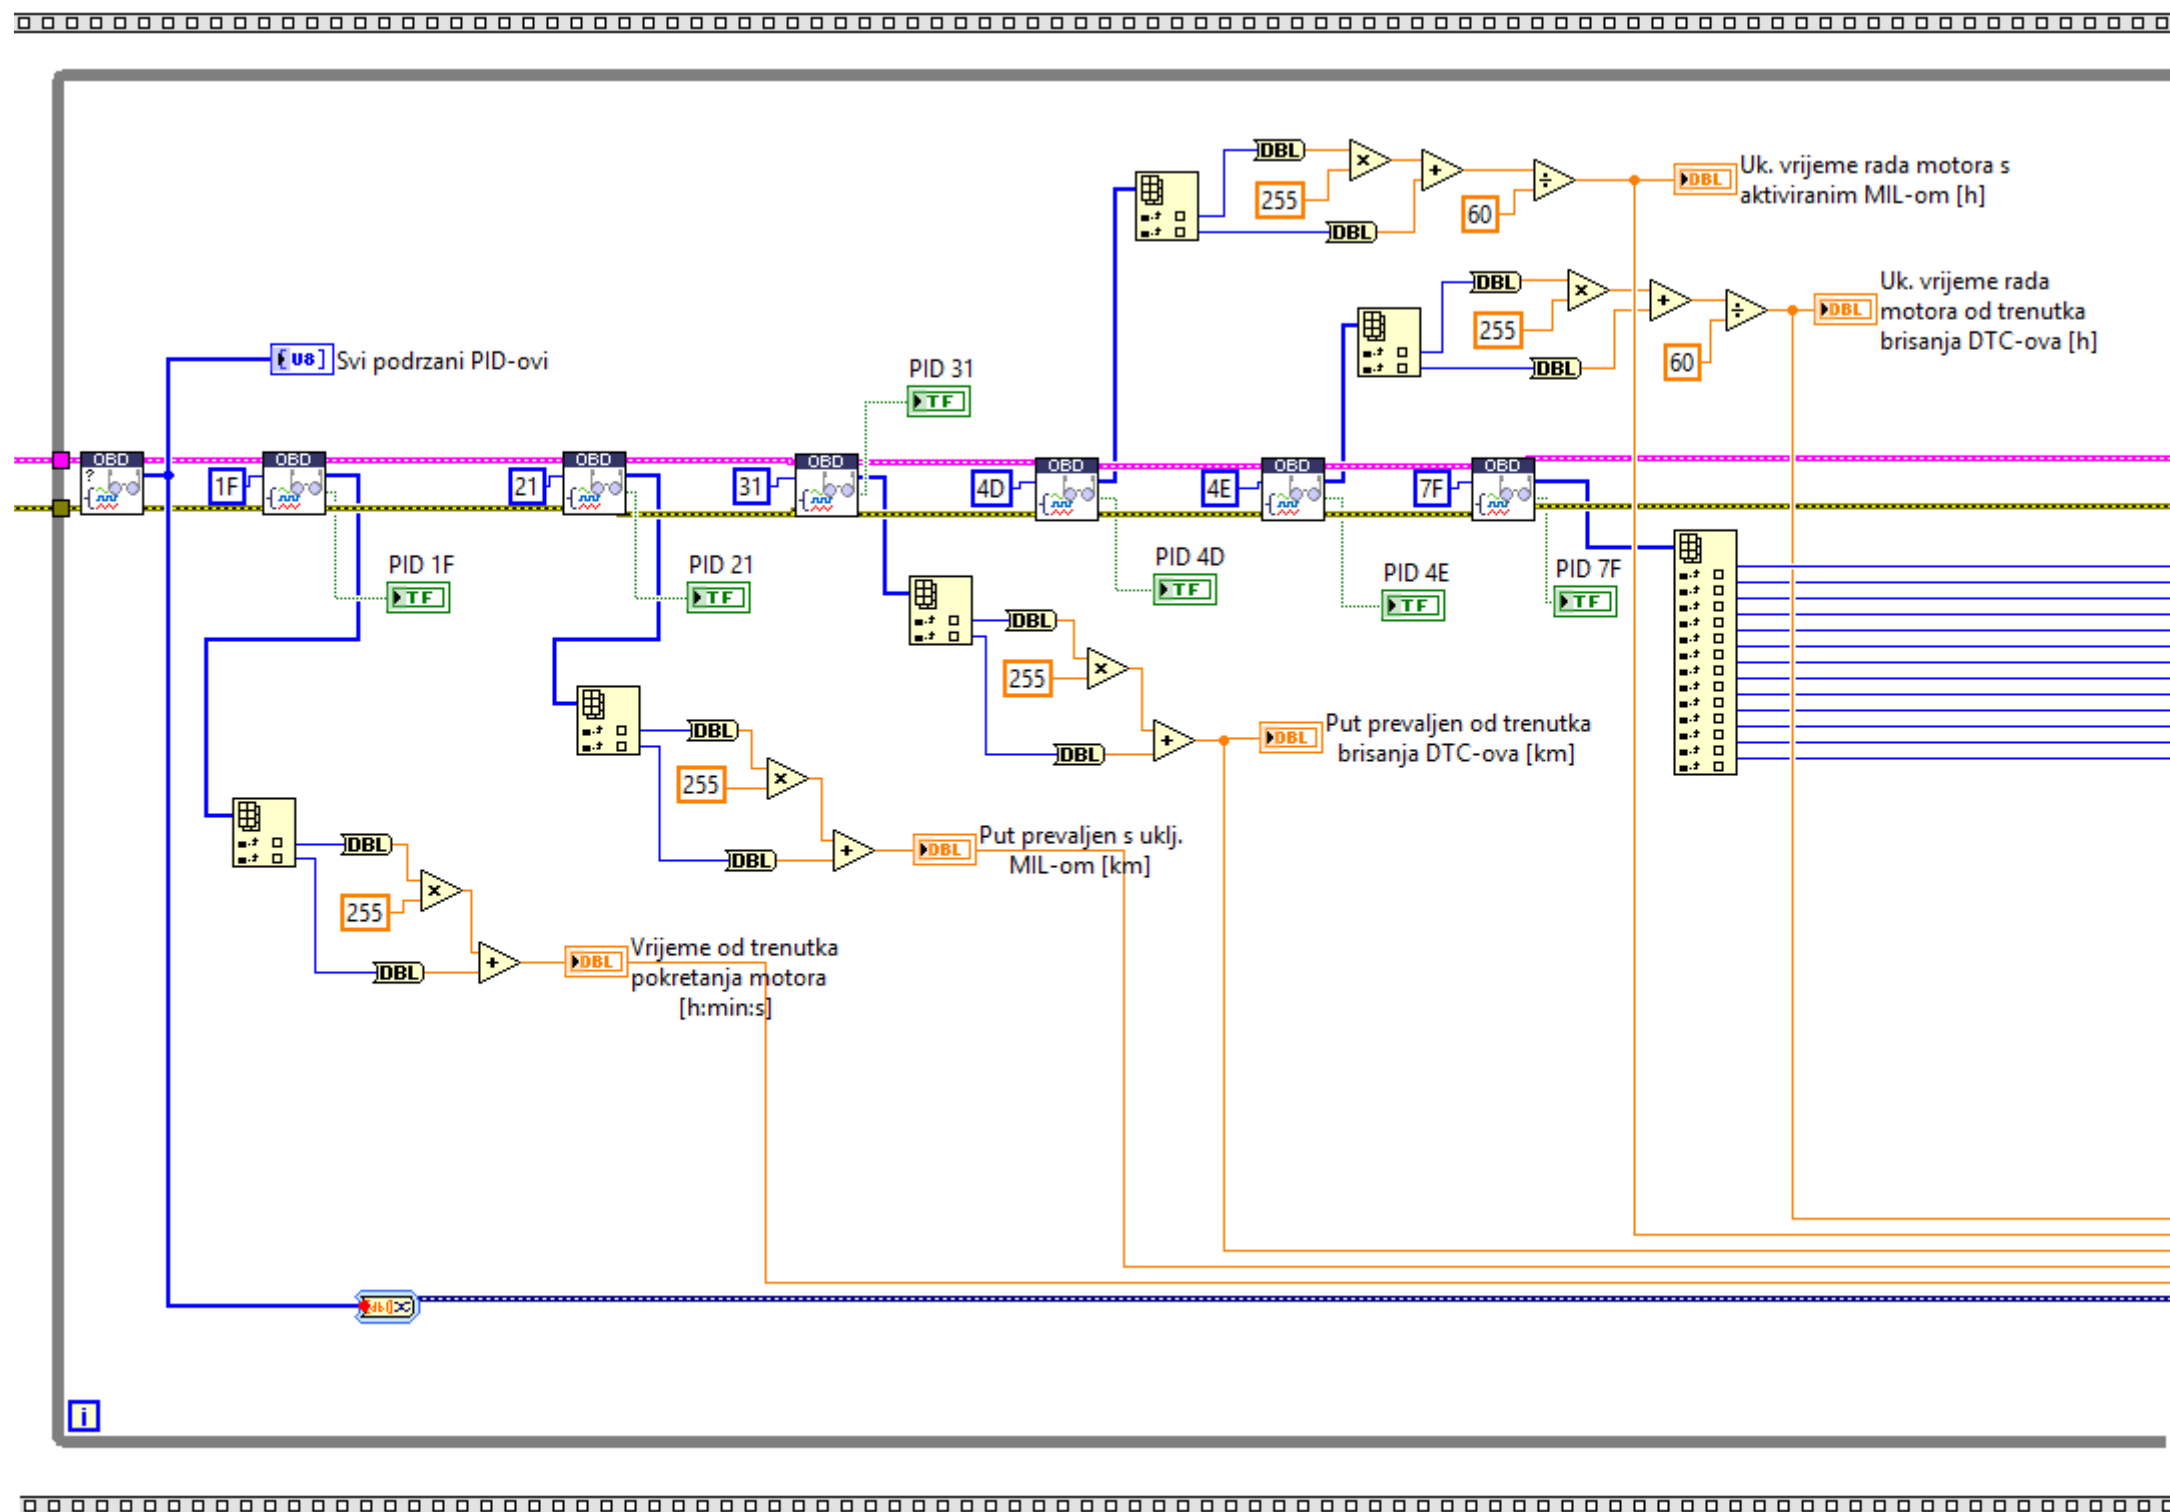 DBL
255
DBL
60
DBL
Uk. vrijeme rada motora s
aktiviranim MIL-om [h]
DBL
255
DBL
60
DBL
Uk. vrijeme rada
motora od trenutka
brisanja DTC-ova [h]
U8
Svi podrzani PID-ovi
PID 31
TF
OBD
?
1F
OBD
21
OBD
31
OBD
4D
OBD
4E
OBD
7F
OBD
PID 1F
TF
PID 21
TF
PID 4D
TF
PID 4E
TF
PID 7F
TF
DBL
255
DBL
DBL
Put prevaljen od trenutka
brisanja DTC-ova [km]
DBL
255
DBL
DBL
Put prevaljen s uklj.
MIL-om [km]
DBL
255
DBL
DBL
Vrijeme od trenutka
pokretanja motora
[h:min:s]
i